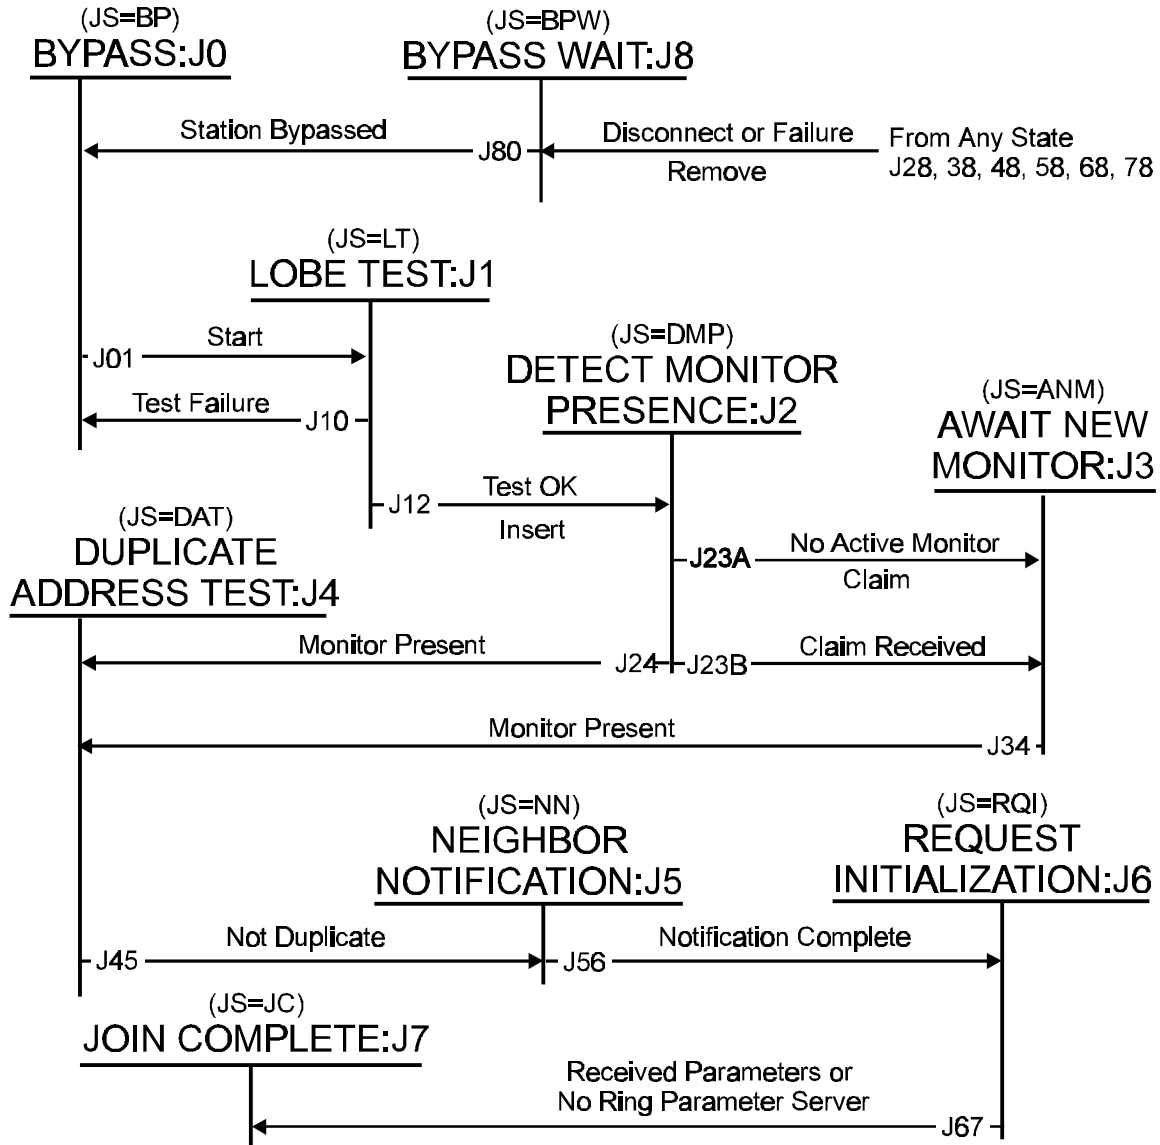 (JS=BP)
BYPASS:J0
(JS=BPW)
BYPASS WAIT:J8
Station Bypassed
J80
Disconnect or Failure
Remove
From Any State
J28, 38, 48, 58, 68, 78
(JS=LT)
LOBE TEST:J1
J01
Start
Test Failure
J10
(JS=DMP)
DETECT MONITOR
PRESENCE:J2
(JS=ANM)
AWAIT NEW
MONITOR:J3
J12
Test OK
Insert
J23A
No Active Monitor
Claim
(JS=DAT)
DUPLICATE
ADDRESS TEST:J4
Monitor Present
J24
J23B
Claim Received
Monitor Present
J34
(JS=NN)
NEIGHBOR
NOTIFICATION:J5
(JS=RQI)
REQUEST
INITIALIZATION:J6
J45
Not Duplicate
J56
Notification Complete
(JS=JC)
JOIN COMPLETE:J7
Received Parameters or
No Ring Parameter Server
J67